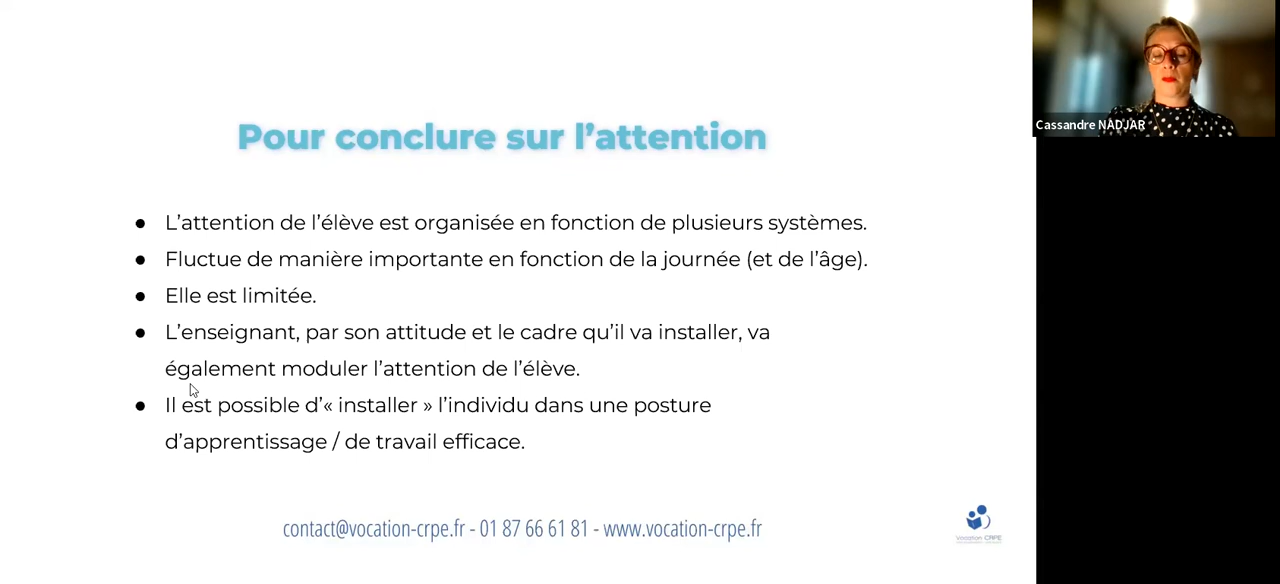 Pour conclure sur l'attention
Cassandre NADJAR
● L'attention de l'élève est organisée en fonction de plusieurs systèmes.
● Fluctue de manière importante en fonction de la journée (et de l'âge).
● Elle est limitée.
● L'enseignant, par son attitude et le cadre qu'il va installer, va
également moduler l'attention de l'élève.
● Il est possible d'« installer » l'individu dans une posture
d'apprentissage / de travail efficace.
contact@vocation-crpe.fr - 01 87 66 61 81 - www.vocation-crpe.fr
Vocation CRPE